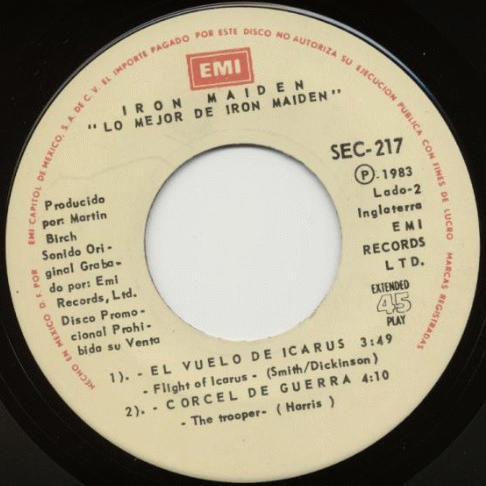 HECHO EN MEXICO D. F. POR EMI CAPITOL DE MEXICO, S.A. DE C.V. EL IMPORTE PAGADO POR ESTE DISCO NO AUTORIZA SU EJECUCION PUBLICA CON FINES DE LUCRO MARCAS REGISTRADAS
EMI
IRON MAIDEN
"LO MEJOR DE IRON MAIDEN"
SEC-217
Ⓟ-1983
Lado-2
Inglaterra
EMI
RECORDS
LTD.
EXTENDED
45
PLAY
Producido
por: Martin
Birch
Sonido Ori-
ginal Graba-
do por: Emi
Records, Ltd.
Disco Promo-
cional Prohi-
bida su Venta
1). - EL VUELO DE ICARUS 3:49
- Flight of Icarus - (Smith/Dickinson)
2). - CORCEL DE GUERRA 4:10
- The trooper- ( Harris )